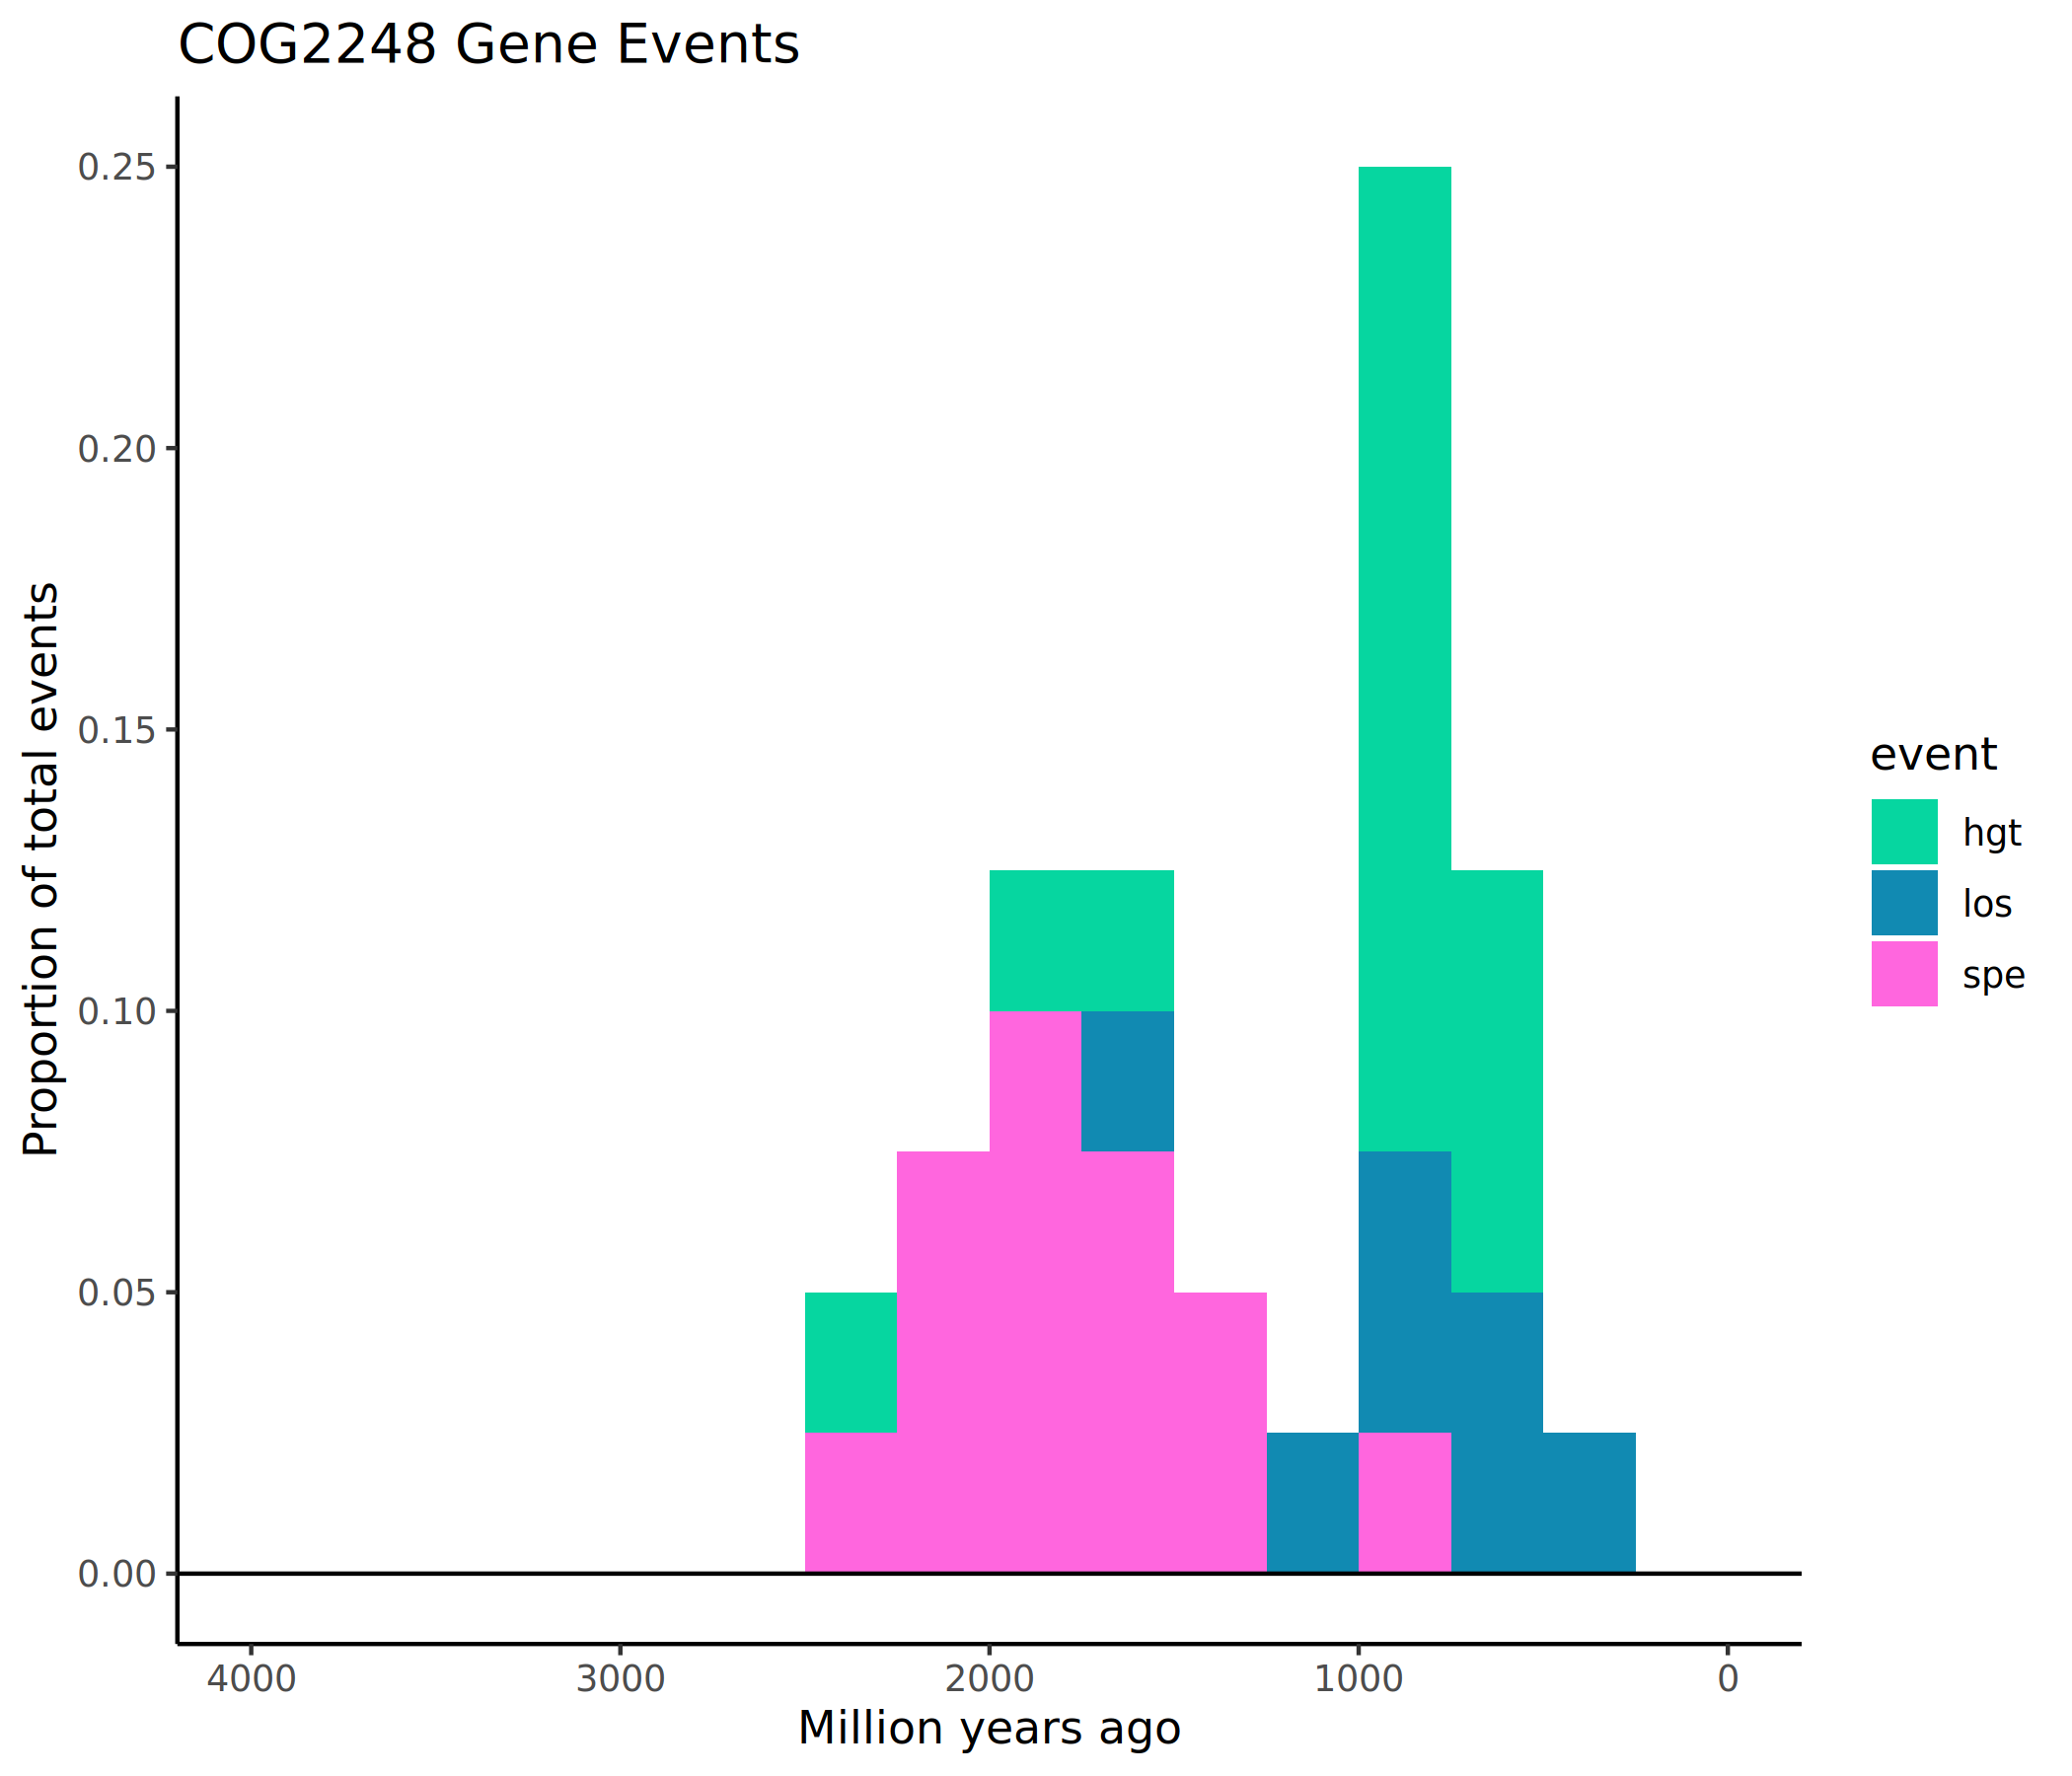 COG2248 Gene Events
Proportion of total events
0.25
0.20
0.15
0.10
0.05
0.00
4000 3000 2000 1000 0
Million years ago
event
hgt
los
spe